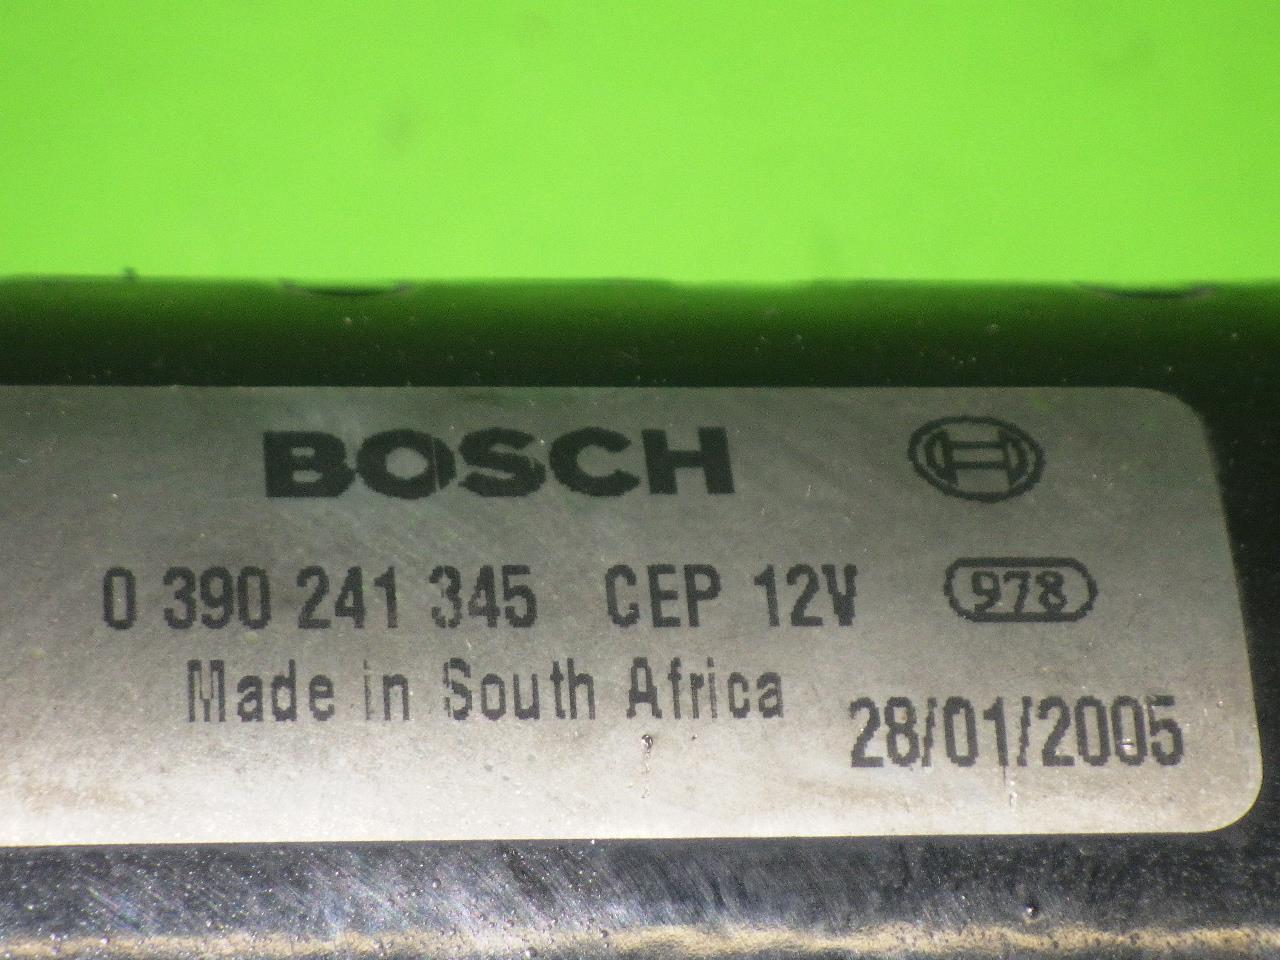 BOSCH
0 390 241 345 CEP 12V 978
Made in South Africa
28/01/2005